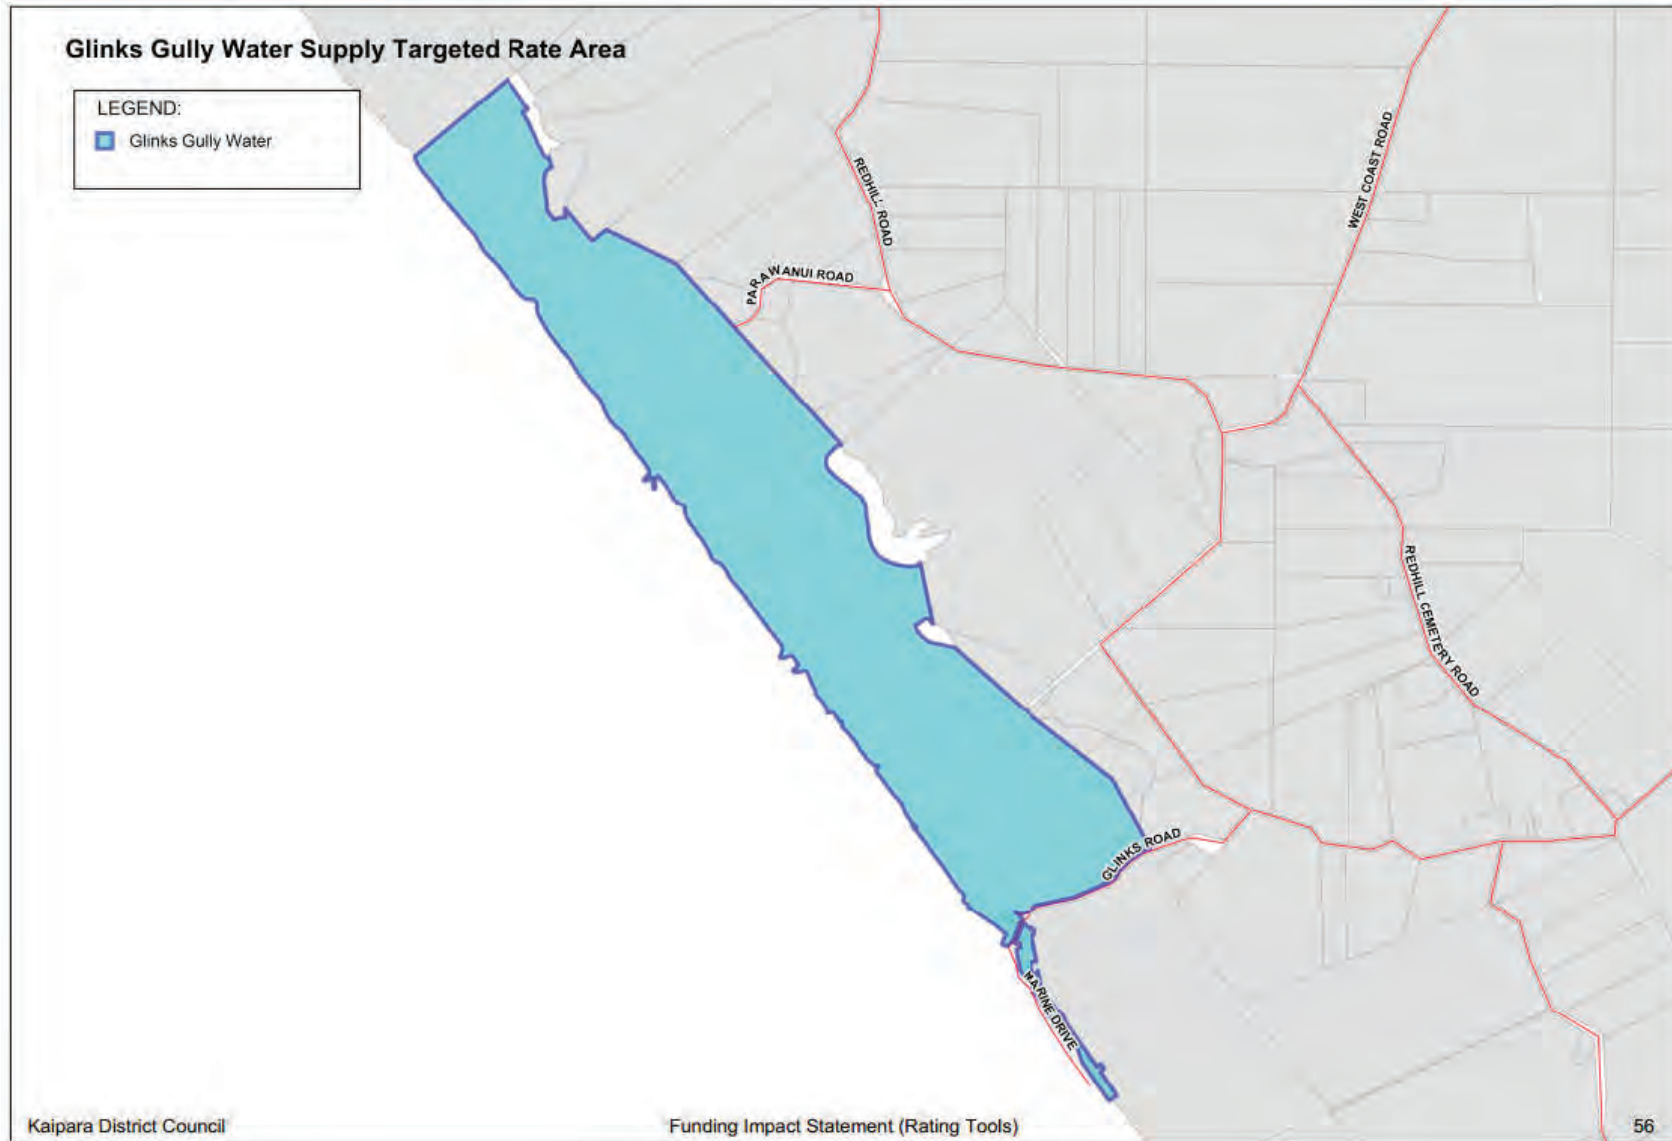 Glinks Gully Water Supply Targeted Rate Area
LEGEND:
Glinks Gully Water
REDHILL ROAD
WEST COAST ROAD
PARAWANUI ROAD
REDHILL CEMETERY ROAD
GLINKS ROAD
MARINE DRIVE
Kaipara District Council
Funding Impact Statement (Rating Tools)
56